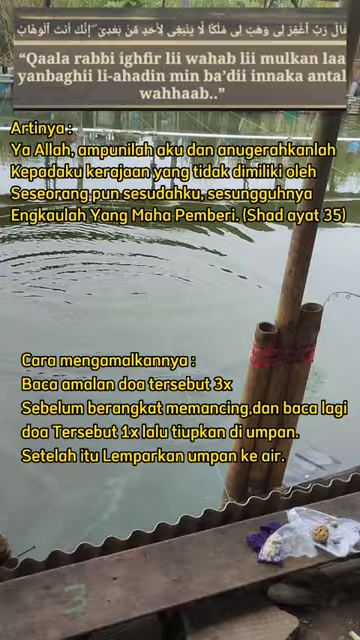 قَالَ رَبِّ اغْفِرْ لِى وَهَبْ لِى مُلْكًا لَّا يَنْبَغِى لِأَحَدٍ مِّنْ بَعْدِى ۖ إِنَّكَ أَنْتَ الْوَهَّابُ
“Qaala rabbi ighfir lii wahab lii mulkan laa
yanbaghii li-ahadin min ba’dii innaka antal
wahhaab..”
Artinya :
Ya Allah, ampunilah aku dan anugerahkanlah
Kepadaku kerajaan yang tidak dimiliki oleh
Seseorang pun sesudahku, sesungguhnya
Engkaulah Yang Maha Pemberi. (Shad ayat 35)
Cara mengamalkannya :
Baca amalan doa tersebut 3x
Sebelum berangkat memancing,dan baca lagi
doa Tersebut 1x lalu tiupkan di umpan.
Setelah itu Lemparkan umpan ke air.
3